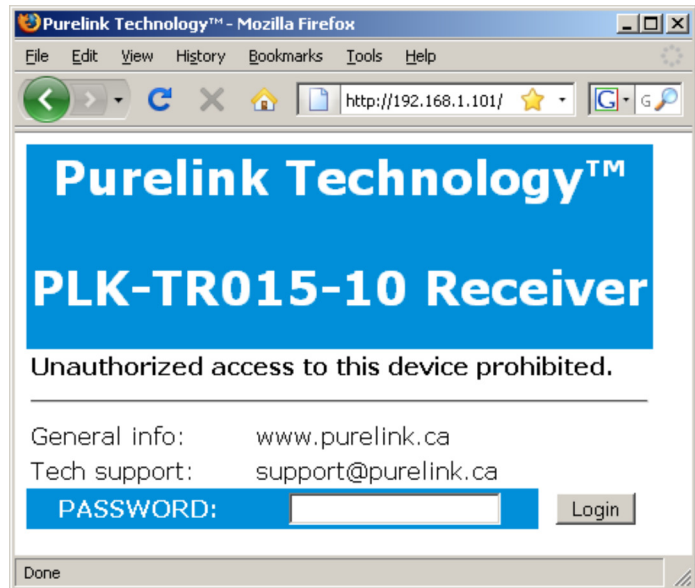 Purelink Technology™ - Mozilla Firefox
File Edit View History Bookmarks Tools Help
http://192.168.1.101/ G G
Purelink Technology™
PLK-TR015-10 Receiver
Unauthorized access to this device prohibited.
General info: www.purelink.ca
Tech support: support@purelink.ca
PASSWORD: Login
Done